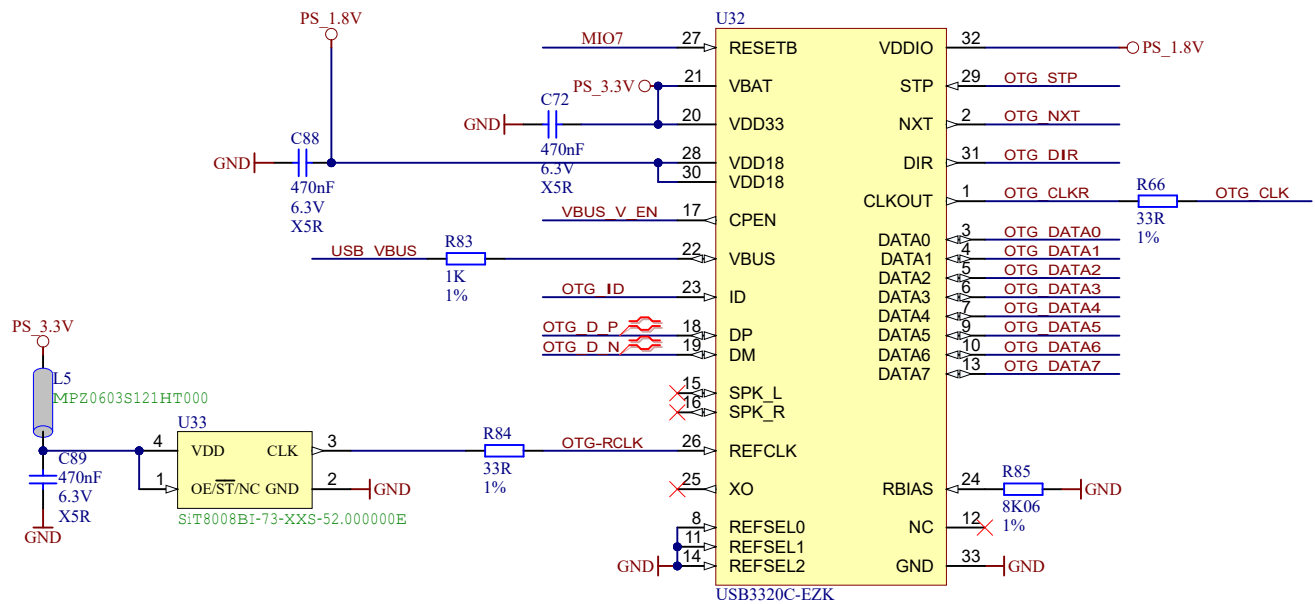 PS_1.8V
GND
C88
470nF
6.3V
X5R
PS_3.3V
GND
C72
470nF
6.3V
X5R
USB_VBUS
R83
1K
1%
MIO7
VBUS_V_EN
OTG_ID
OTG_D_P
OTG_D_N
PS_3.3V
L5
MPZ0603S121HT000
C89
470nF
6.3V
X5R
GND
U33
4 VDD CLK 3
1 OE/ST/NC GND 2
GND
SiT8008BI-73-XXS-52.000000E
R84
33R
1%
OTG-RCLK
GND
U32
27 RESETB VDDIO 32
21 VBAT STP 29
20 VDD33 NXT 2
28 VDD18 DIR 31
30 VDD18
17 CPEN CLKOUT 1
22 VBUS
23 ID
18 DP
19 DM
15 SPK_L
16 SPK_R
26 REFCLK
25 XO RBIAS 24
8 REFSEL0 NC 12
11 REFSEL1
14 REFSEL2 GND 33
DATA0 3 OTG_DATA0
DATA1 4 OTG_DATA1
DATA2 5 OTG_DATA2
DATA3 6 OTG_DATA3
DATA4 7 OTG_DATA4
DATA5 9 OTG_DATA5
DATA6 10 OTG_DATA6
DATA7 13 OTG_DATA7
USB3320C-EZK
PS_1.8V
OTG_STP
OTG_NXT
OTG_DIR
OTG_CLKR
R66
33R
1%
OTG_CLK
R85
8K06
1%
GND
GND